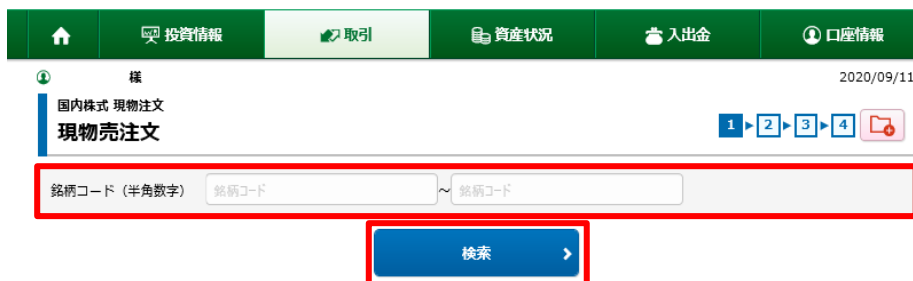 投資情報 取引 資産状況 入出金 口座情報
様 2020/09/11
国内株式 現物注文
現物売注文 1 2 3 4
銘柄コード（半角数字） 銘柄コード ～ 銘柄コード
検索